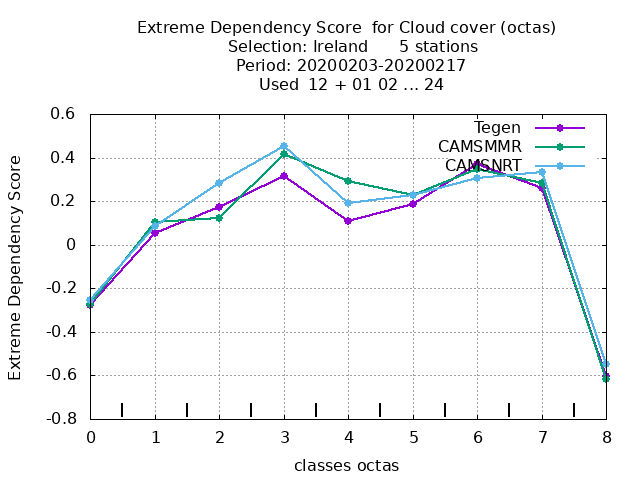 Extreme Dependency Score  for Cloud cover (octas)
Selection: Ireland      5 stations
Period: 20200203-20200217
Used  12 + 01 02 ... 24
Extreme Dependency Score
0.6
0.4
0.2
0
-0.2
-0.4
-0.6
-0.8
Tegen
CAMSMMR
CAMSNRT
0 1 2 3 4 5 6 7 8
classes octas